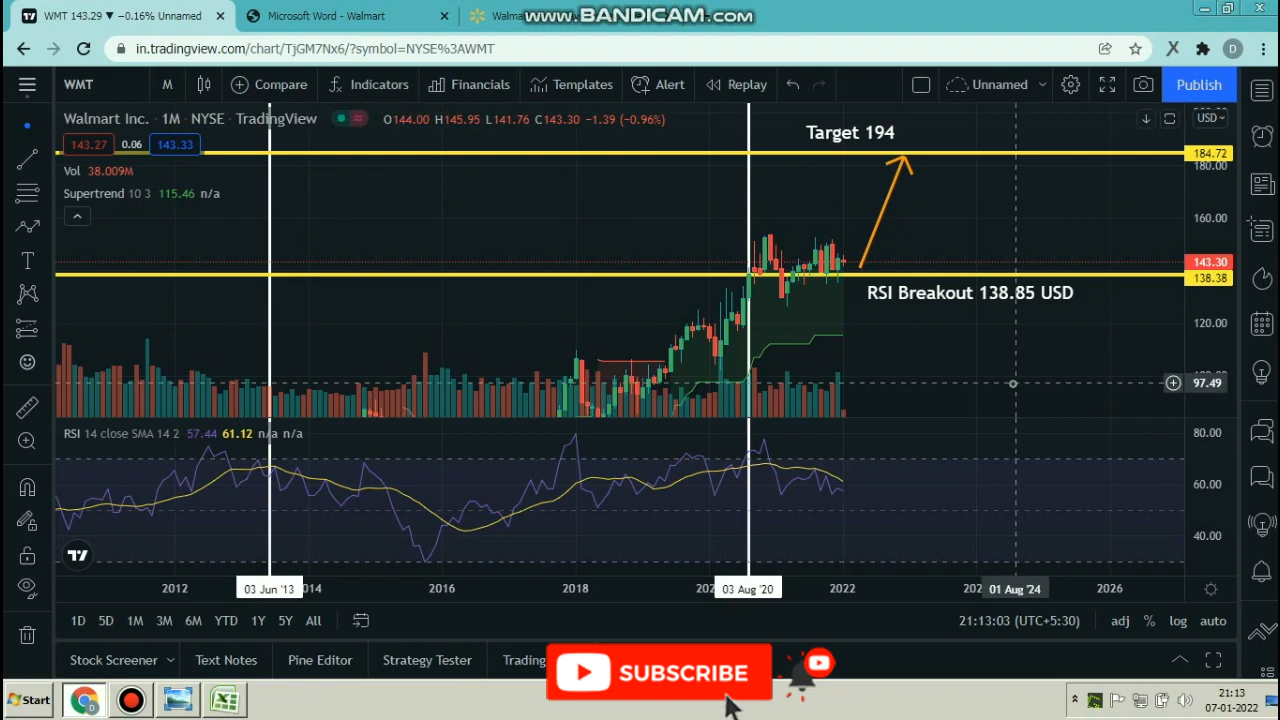 WMT 143.29 ▼ −0.16% Unnamed
Microsoft Word - Walmart
www.BANDICAM.com
in.tradingview.com/chart/TjGM7Nx6/?symbol=NYSE%3AWMT
D
WMT M Compare Indicators Financials Templates Alert Replay Unnamed Publish
Walmart Inc. · 1M · NYSE · TradingView O144.00 H145.95 L141.76 C143.30 −1.39 (−0.96%) USD
143.27 0.06 143.33
Target 194
184.72
Vol 38.009M
180.00
Supertrend 10 3 115.46 n/a
160.00
143.30
138.38
RSI Breakout 138.85 USD
120.00
97.49
RSI 14 close SMA 14 2 57.44 61.12 n/a n/a
80.00
60.00
40.00
2012 03 Jun '13 014 2016 2018 03 Aug '20 2022 01 Aug '24 2026
1D 5D 1M 3M 6M YTD 1Y 5Y All 21:13:03 (UTC+5:30) adj % log auto
Stock Screener Text Notes Pine Editor Strategy Tester Trading
SUBSCRIBE
Start
21:13
07-01-2022